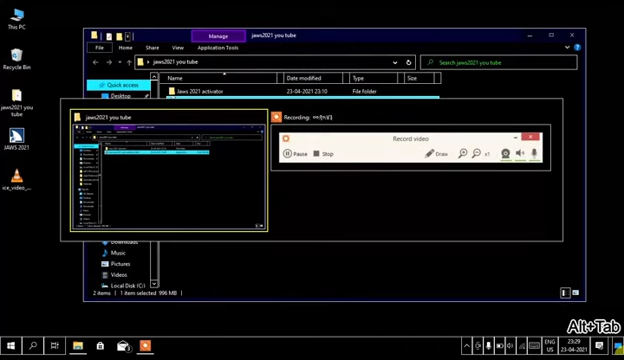 This PC
Recycle Bin
jaws2021 you tube
JAWS 2021
ice_video_...
Manage
jaws2021 you tube
File
Home
Share
View
Application Tools
jaws2021 you tube
Search jaws2021 you tube
Name
Date modified
Type
Size
Quick access
Desktop
Jaws 2021 activator
23-04-2021 23:10
File folder
jaws2021 you tube
Recording:
Record video
Pause
Stop
Draw
x1
Downloads
Music
Pictures
Videos
Local Disk (C:)
2 items
1 item selected
996 MB
Alt+Tab
ENG
US
23:29
23-04-2021